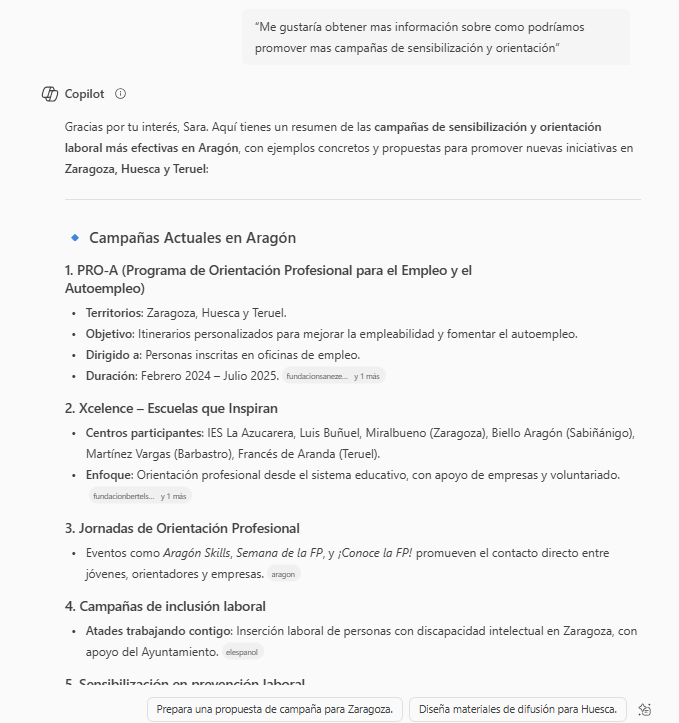 “Me gustaría obtener mas información sobre como podríamos
promover mas campañas de sensibilización y orientación”
Copilot
Gracias por tu interés, Sara. Aquí tienes un resumen de las campañas de sensibilización y orientación
laboral más efectivas en Aragón, con ejemplos concretos y propuestas para promover nuevas iniciativas en
Zaragoza, Huesca y Teruel:
Campañas Actuales en Aragón
1. PRO-A (Programa de Orientación Profesional para el Empleo y el
Autoempleo)
• Territorios: Zaragoza, Huesca y Teruel.
• Objetivo: Itinerarios personalizados para mejorar la empleabilidad y fomentar el autoempleo.
• Dirigido a: Personas inscritas en oficinas de empleo.
• Duración: Febrero 2024 – Julio 2025. fundacionsaneze... y 1 más
2. Xcelence – Escuelas que Inspiran
• Centros participantes: IES La Azucarera, Luis Buñuel, Miralbueno (Zaragoza), Biello Aragón (Sabiñánigo),
Martínez Vargas (Barbastro), Francés de Aranda (Teruel).
• Enfoque: Orientación profesional desde el sistema educativo, con apoyo de empresas y voluntariado.
fundacionbertels... y 1 más
3. Jornadas de Orientación Profesional
• Eventos como Aragón Skills, Semana de la FP, y ¡Conoce la FP! promueven el contacto directo entre
jóvenes, orientadores y empresas. aragon
4. Campañas de inclusión laboral
• Atades trabajando contigo: Inserción laboral de personas con discapacidad intelectual en Zaragoza, con
apoyo del Ayuntamiento. elespanol
5. Sensibilización en prevención laboral
Prepara una propuesta de campaña para Zaragoza. Diseña materiales de difusión para Huesca.